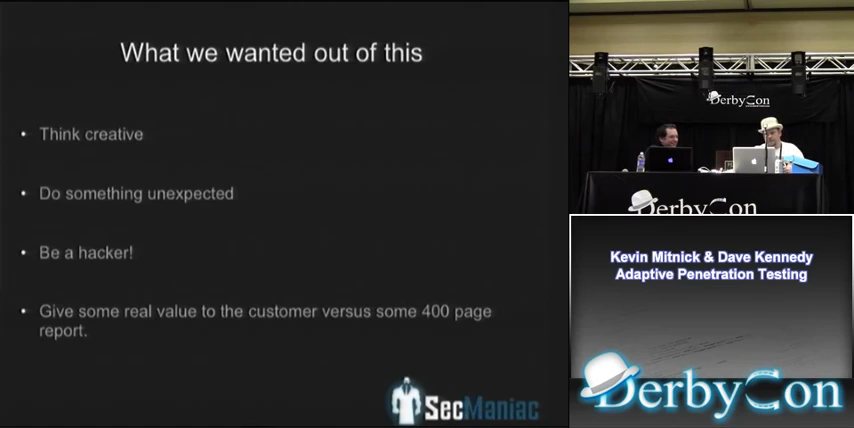 What we wanted out of this
• Think creative
• Do something unexpected
• Be a hacker!
• Give some real value to the customer versus some 400 page
report.
SecManiac
DerbyCon
DerbyCon
Kevin Mitnick & Dave Kennedy
Adaptive Penetration Testing
DerbyCon